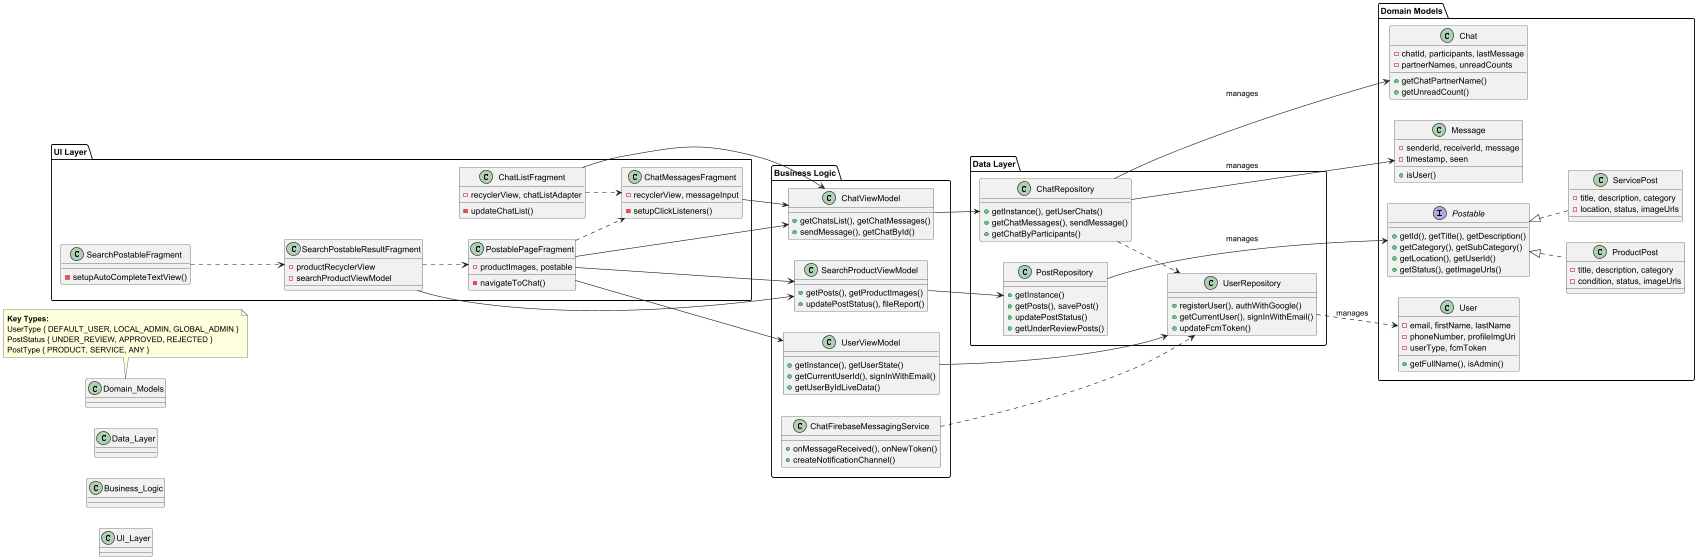 UI Layer
C ChatListFragment
recyclerView, chatListAdapter
updateChatList()
C ChatMessagesFragment
recyclerView, messageInput
setupClickListeners()
C SearchPostableFragment
setupAutoCompleteTextView()
C SearchPostableResultFragment
productRecyclerView
searchProductViewModel
C PostablePageFragment
productImages, postable
navigateToChat()
Key Types:
UserType { DEFAULT_USER, LOCAL_ADMIN, GLOBAL_ADMIN }
PostStatus { UNDER_REVIEW, APPROVED, REJECTED }
PostType { PRODUCT, SERVICE, ANY }
C Domain_Models
C Data_Layer
C Business_Logic
C UI_Layer
Business Logic
C ChatViewModel
getChatsList(), getChatMessages()
sendMessage(), getChatById()
C SearchProductViewModel
getPosts(), getProductImages()
updatePostStatus(), fileReport()
C UserViewModel
getInstance(), getUserState()
getCurrentUserId(), signInWithEmail()
getUserByIdLiveData()
C ChatFirebaseMessagingService
onMessageReceived(), onNewToken()
createNotificationChannel()
Data Layer
C ChatRepository
getInstance(), getUserChats()
getChatMessages(), sendMessage()
getChatByParticipants()
C PostRepository
getInstance()
getPosts(), savePost()
updatePostStatus()
getUnderReviewPosts()
C UserRepository
registerUser(), authWithGoogle()
getCurrentUser(), signInWithEmail()
updateFcmToken()
manages
manages
manages
manages
Domain Models
C Chat
chatId, participants, lastMessage
partnerNames, unreadCounts
getChatPartnerName()
getUnreadCount()
C Message
senderId, receiverId, message
timestamp, seen
isUser()
I Postable
getId(), getTitle(), getDescription()
getCategory(), getSubCategory()
getLocation(), getUserId()
getStatus(), getImageUrls()
C ServicePost
title, description, category
location, status, imageUrls
C ProductPost
title, description, category
condition, status, imageUrls
C User
email, firstName, lastName
phoneNumber, profileImgUri
userType, fcmToken
getFullName(), isAdmin()